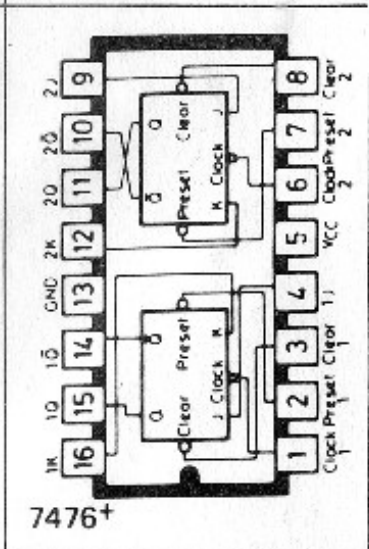 2J 9 8 Clear 2
2Q̄ 10 7 Preset 2
2Q 11 6 Clock 2
2K 12 5 VCC
GND 13 4 1J
1Q̄ 14 3 Clear 1
1Q 15 2 Preset 1
1K 16 1 Clock 1
Q Clear J
Q̄ Preset Clock K
Q̄ Preset K
Q Clear J Clock
7476+